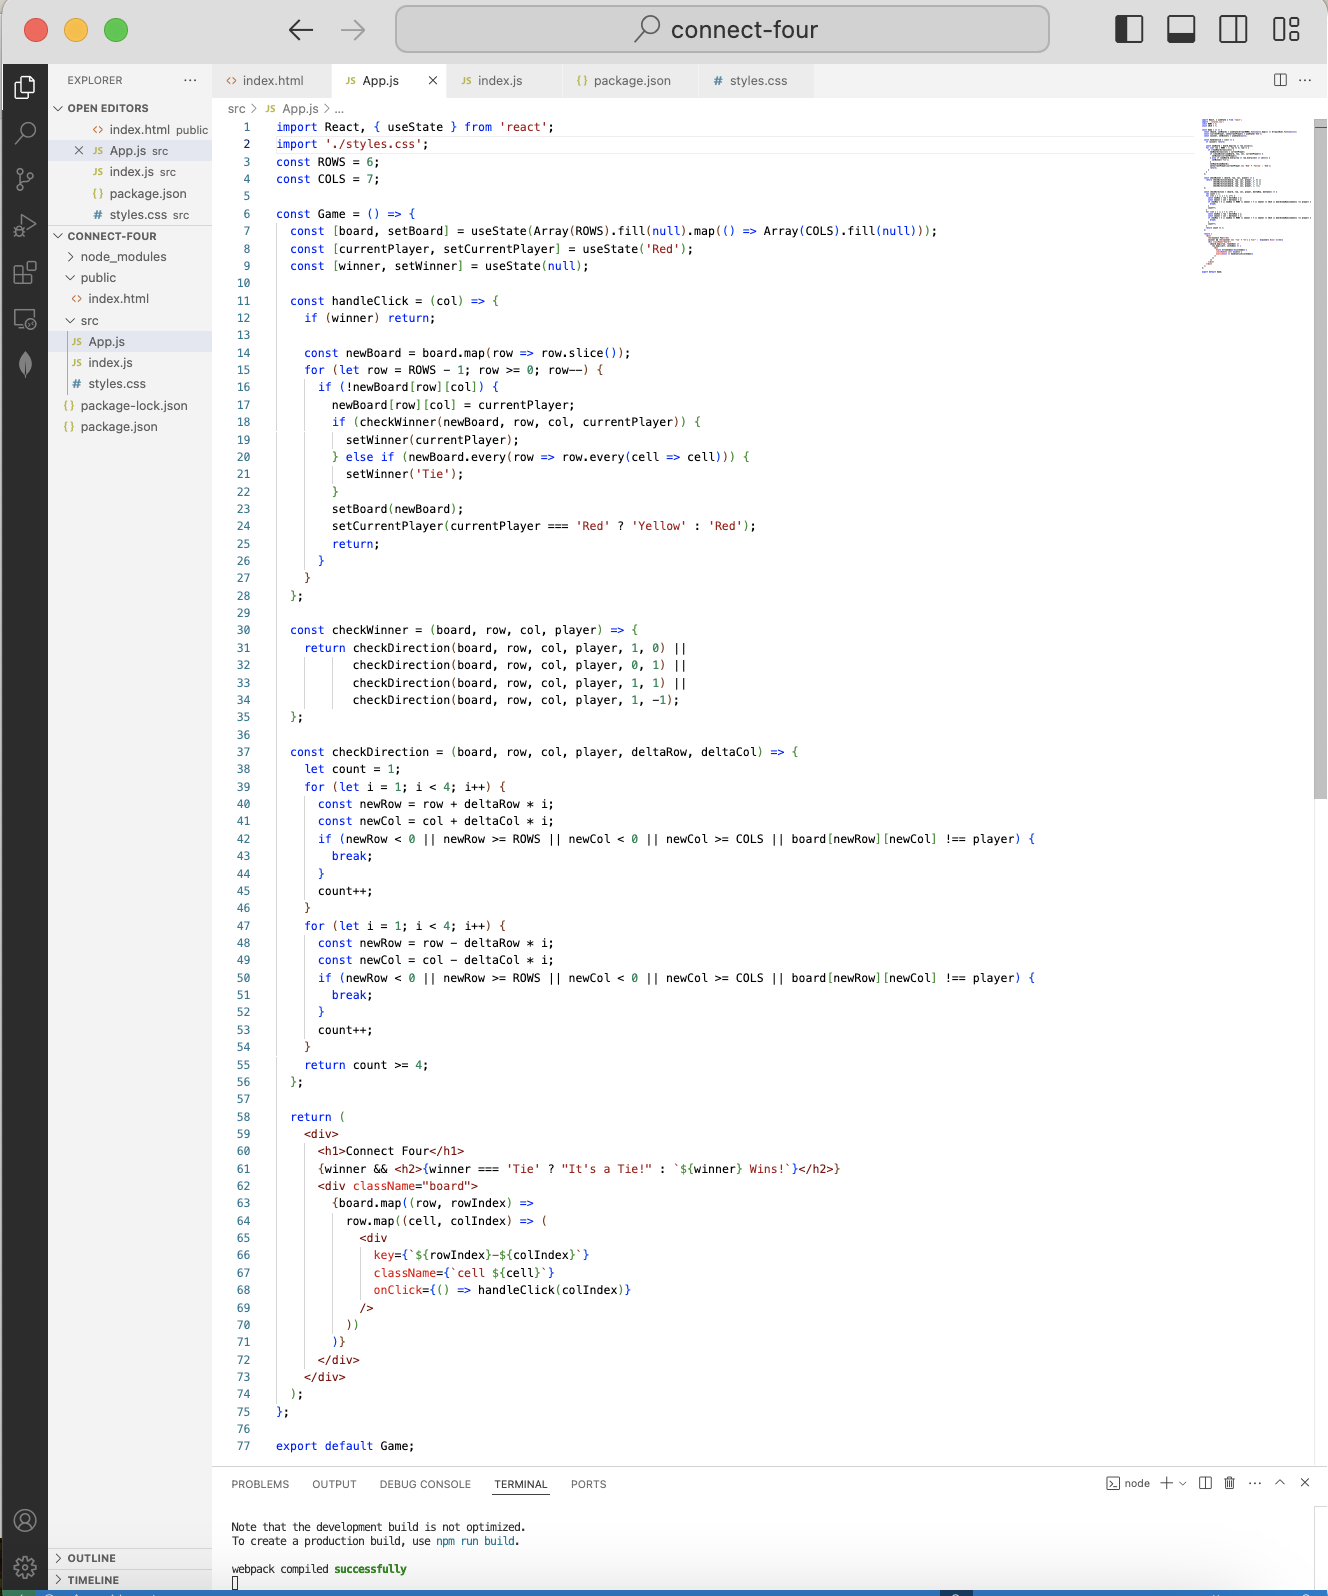 connect-four
EXPLORER
index.html
App.js
index.js
package.json
styles.css
OPEN EDITORS
index.html public
App.js src
index.js src
package.json
styles.css src
CONNECT-FOUR
node_modules
public
index.html
src
App.js
index.js
styles.css
package-lock.json
package.json
OUTLINE
TIMELINE
src > JS App.js > ...
1 import React, { useState } from 'react';
2 import './styles.css';
3 const ROWS = 6;
4 const COLS = 7;
5
6 const Game = () => {
7 const [board, setBoard] = useState(Array(ROWS).fill(null).map(() => Array(COLS).fill(null)));
8 const [currentPlayer, setCurrentPlayer] = useState('Red');
9 const [winner, setWinner] = useState(null);
10
11 const handleClick = (col) => {
12 if (winner) return;
13
14 const newBoard = board.map(row => row.slice());
15 for (let row = ROWS - 1; row >= 0; row--) {
16 if (!newBoard[row][col]) {
17 newBoard[row][col] = currentPlayer;
18 if (checkWinner(newBoard, row, col, currentPlayer)) {
19 setWinner(currentPlayer);
20 } else if (newBoard.every(row => row.every(cell => cell))) {
21 setWinner('Tie');
22 }
23 setBoard(newBoard);
24 setCurrentPlayer(currentPlayer === 'Red' ? 'Yellow' : 'Red');
25 return;
26 }
27 }
28 };
29
30 const checkWinner = (board, row, col, player) => {
31 return checkDirection(board, row, col, player, 1, 0) ||
32 checkDirection(board, row, col, player, 0, 1) ||
33 checkDirection(board, row, col, player, 1, 1) ||
34 checkDirection(board, row, col, player, 1, -1);
35 };
36
37 const checkDirection = (board, row, col, player, deltaRow, deltaCol) => {
38 let count = 1;
39 for (let i = 1; i < 4; i++) {
40 const newRow = row + deltaRow * i;
41 const newCol = col + deltaCol * i;
42 if (newRow < 0 || newRow >= ROWS || newCol < 0 || newCol >= COLS || board[newRow][newCol] !== player) {
43 break;
44 }
45 count++;
46 }
47 for (let i = 1; i < 4; i++) {
48 const newRow = row - deltaRow * i;
49 const newCol = col - deltaCol * i;
50 if (newRow < 0 || newRow >= ROWS || newCol < 0 || newCol >= COLS || board[newRow][newCol] !== player) {
51 break;
52 }
53 count++;
54 }
55 return count >= 4;
56 };
57
58 return (
59 <div>
60 <h1>Connect Four</h1>
61 {winner && <h2>{winner === 'Tie' ? "It's a Tie!" : `${winner} Wins!`}</h2>}
62 <div className="board">
63 {board.map((row, rowIndex) =>
64 row.map((cell, colIndex) => (
65 <div
66 key={`${rowIndex}-${colIndex}`}
67 className={`cell ${cell}`}
68 onClick={() => handleClick(colIndex)}
69 />
70 ))
71 )}
72 </div>
73 </div>
74 );
75 };
76
77 export default Game;
PROBLEMS OUTPUT DEBUG CONSOLE TERMINAL PORTS
node
Note that the development build is not optimized.
To create a production build, use npm run build.
webpack compiled successfully